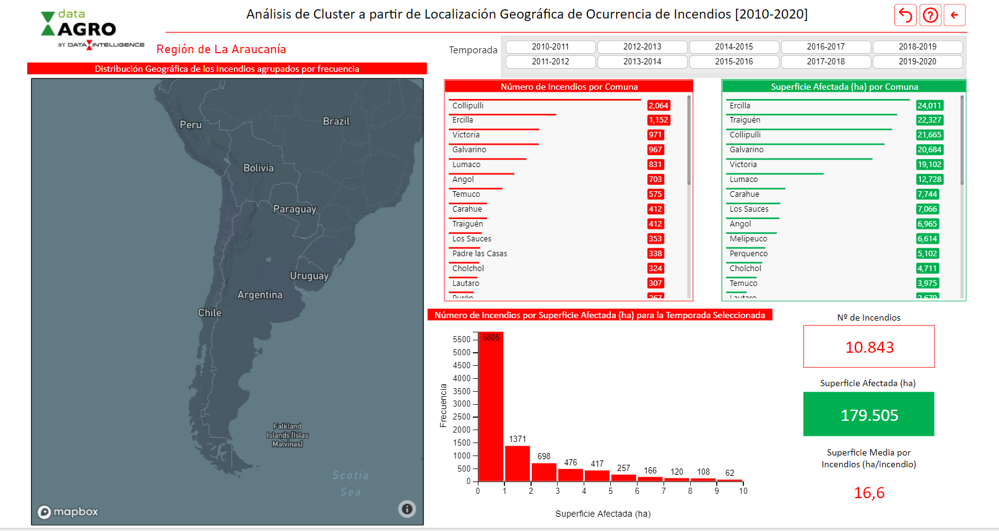 data
AGRO
BY DATA INTELLIGENCE
Análisis de Cluster a partir de Localización Geográfica de Ocurrencia de Incendios [2010-2020]
Región de La Araucanía
Temporada
2010-2011
2012-2013
2014-2015
2016-2017
2018-2019
2011-2012
2013-2014
2015-2016
2017-2018
2019-2020
Distribución Geográfica de los Incendios agrupados por frecuencia
Peru
Brazil
Bolivia
Paraguay
Uruguay
Argentina
Chile
Falkland
Islands (Islas
Malvinas)
Scotia
Sea
mapbox
Número de Incendios por Comuna
Collipulli 2,064
Ercilla 1,152
Victoria 971
Galvarino 967
Lumaco 831
Angol 703
Temuco 575
Carahue 412
Traiguén 412
Los Sauces 353
Padre las Casas 338
Cholchol 324
Lautaro 307
Purén 267
Superficie Afectada (ha) por Comuna
Ercilla 24,011
Traiguén 22,327
Collipulli 21,665
Galvarino 20,684
Victoria 19,102
Lumaco 12,728
Carahue 7,744
Los Sauces 7,066
Angol 6,965
Melipeuco 6,614
Perquenco 5,102
Cholchol 4,711
Temuco 3,975
Lautaro
Número de Incendios por Superficie Afectada (ha) para la Temporada Seleccionada
Frecuencia
5500
5000
4500
4000
3500
3000
2500
2000
1500
1000
500
0
5805
1371
698
476
417
257
166
120
108
62
0 1 2 3 4 5 6 7 8 9 10
Superficie Afectada (ha)
Nº de Incendios
10.843
Superficie Afectada (ha)
179.505
Superficie Media por
Incendios (ha/incendio)
16,6